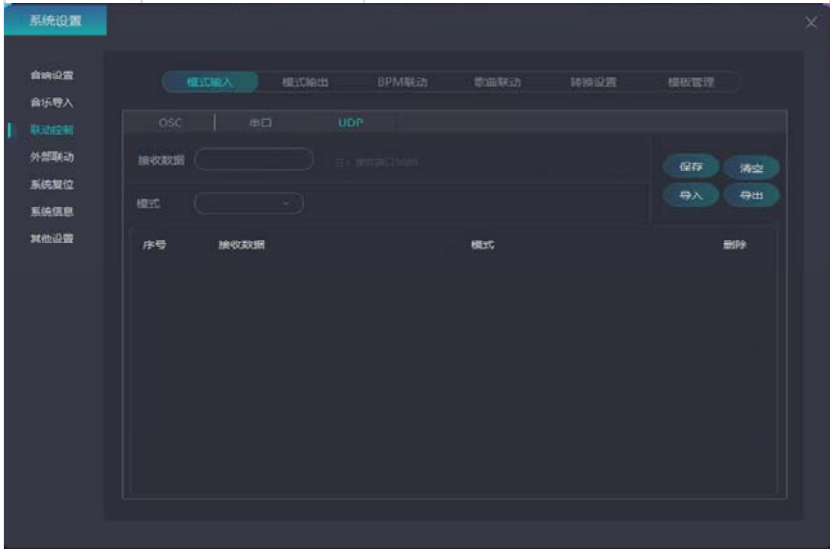 系统设置
音响设置
音乐导入
联动控制
外部联动
系统复位
系统信息
其他设置
模式输入 模式输出 BPM联动 歌曲联动 转换设置 模板管理
OSC 串口 UDP
接收数据
保存 清空
模式
导入 导出
序号 接收数据 模式 删除